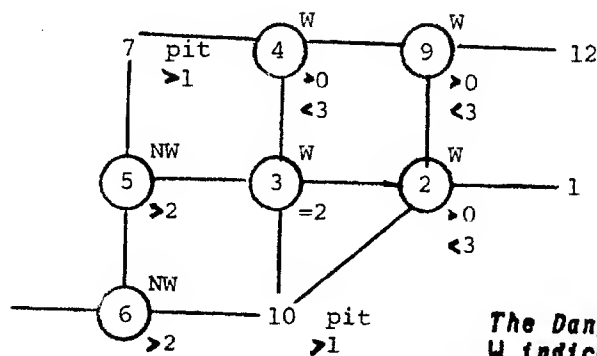 W W
7 pit 4 9 12
>1 >0 >0
<3 <3
NW W W
5 3 2 1
>2 =2 >0
<3
NW
6 10 pit
>2 >1
The Dan
W indic